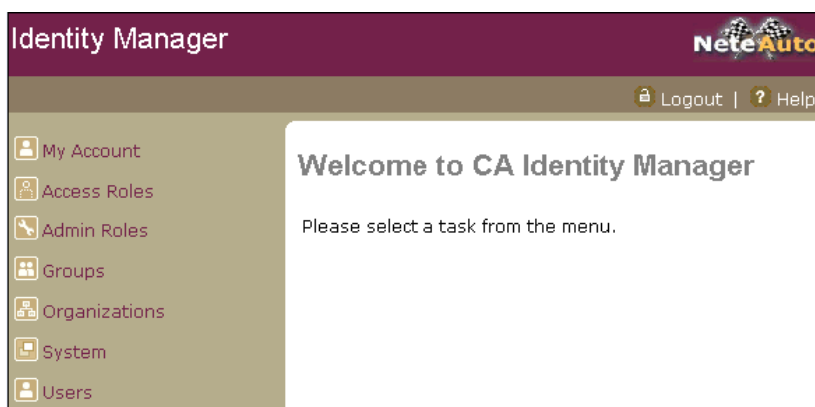 Identity Manager
NeteAuto
Logout | ? Help
My Account
Access Roles
Admin Roles
Groups
Organizations
System
Users
Welcome to CA Identity Manager
Please select a task from the menu.